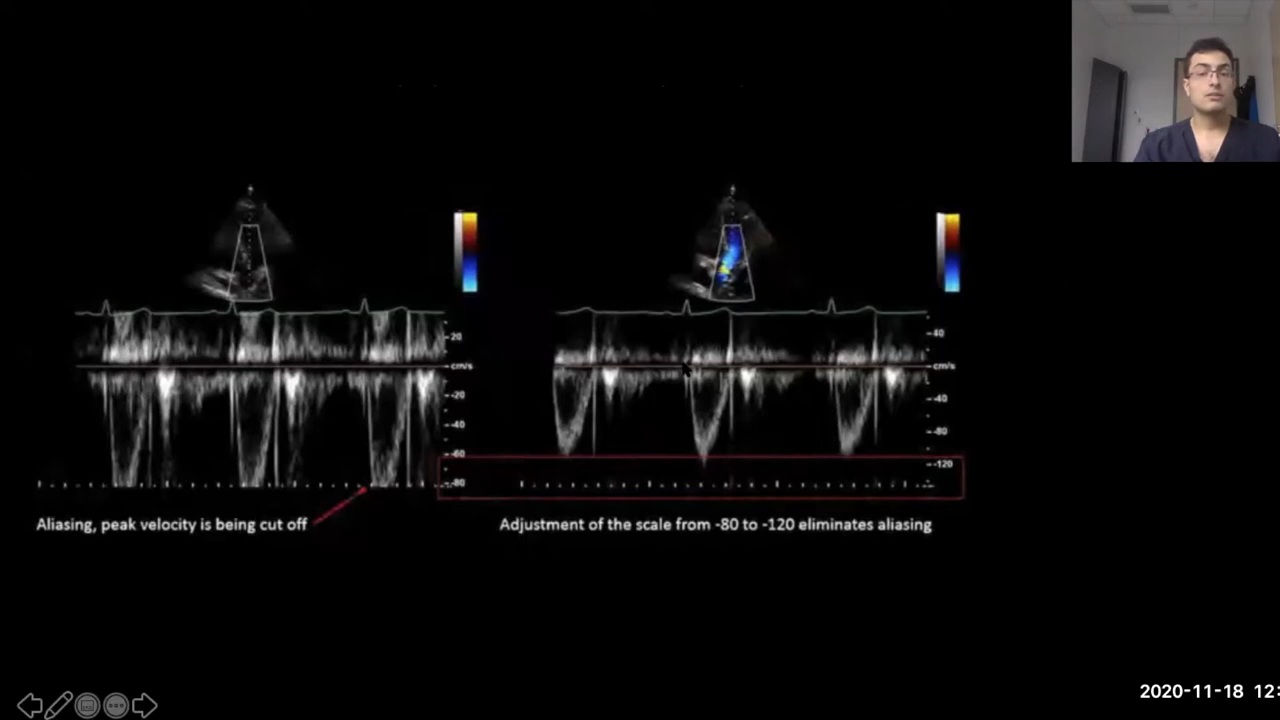 20
cm/s
-20
-40
-60
-80
40
cm/s
-40
-80
-120
Aliasing, peak velocity is being cut off
Adjustment of the scale from -80 to -120 eliminates aliasing
2020-11-18 12: